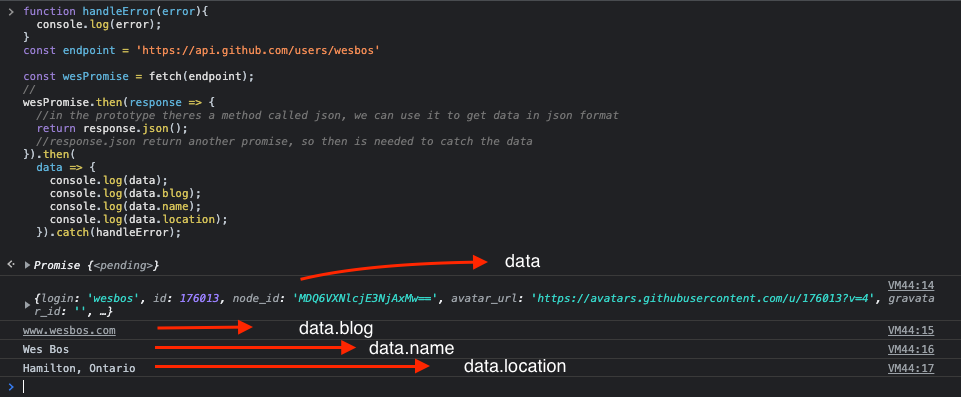 function handleError(error){
console.log(error);
}
const endpoint = 'https://api.github.com/users/wesbos'
const wesPromise = fetch(endpoint);
//
wesPromise.then(response => {
//in the prototype theres a method called json, we can use it to get data in json format
return response.json();
//response.json return another promise, so then is needed to catch the data
}).then(
data => {
console.log(data);
console.log(data.blog);
console.log(data.name);
console.log(data.location);
}).catch(handleError);
Promise {<pending>}
data
VM44:14
{login: 'wesbos', id: 176013, node_id: 'MDQ6VXNlcjE3NjAxMw==', avatar_url: 'https://avatars.githubusercontent.com/u/176013?v=4', gravata
r_id: '', …}
www.wesbos.com data.blog VM44:15
Wes Bos data.name VM44:16
Hamilton, Ontario data.location VM44:17